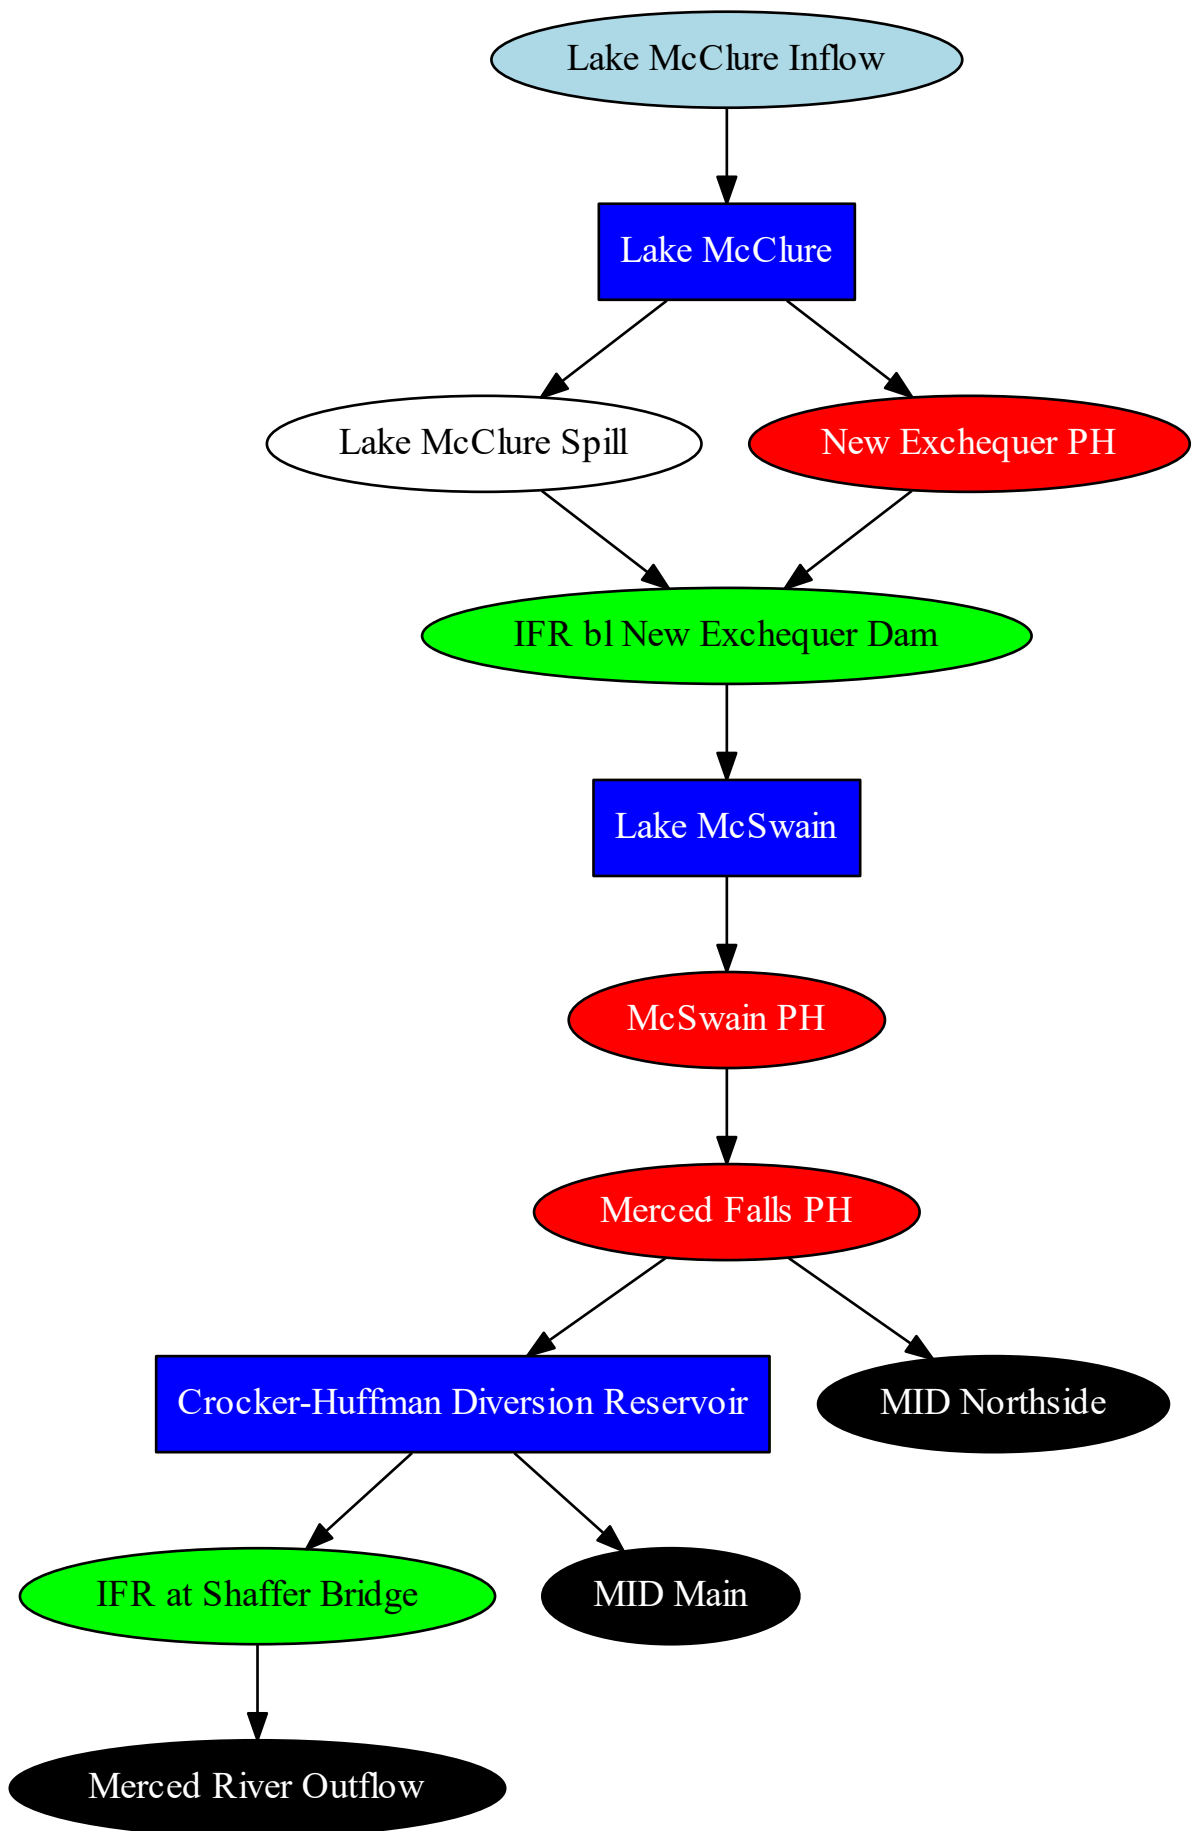 Lake McClure Inflow
Lake McClure
Lake McClure Spill
New Exchequer PH
IFR bl New Exchequer Dam
Lake McSwain
McSwain PH
Merced Falls PH
Crocker-Huffman Diversion Reservoir
MID Northside
IFR at Shaffer Bridge
MID Main
Merced River Outflow